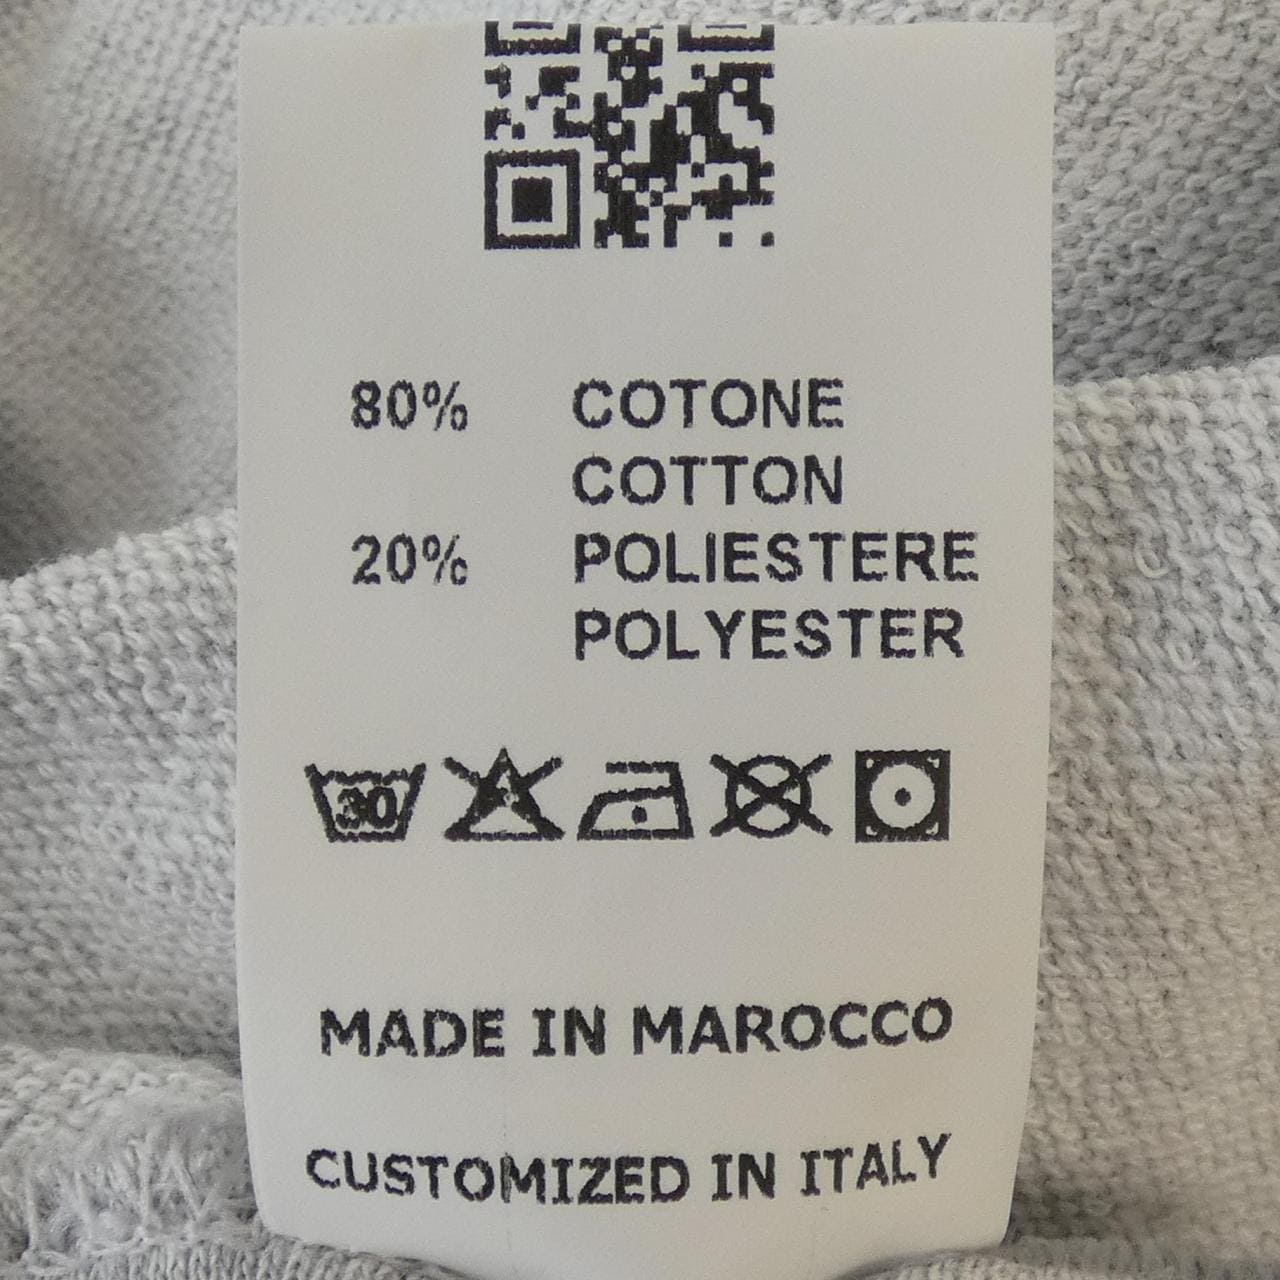 80% COTONE
COTTON
20% POLIESTERE
POLYESTER
30
MADE IN MAROCCO
CUSTOMIZED IN ITALY